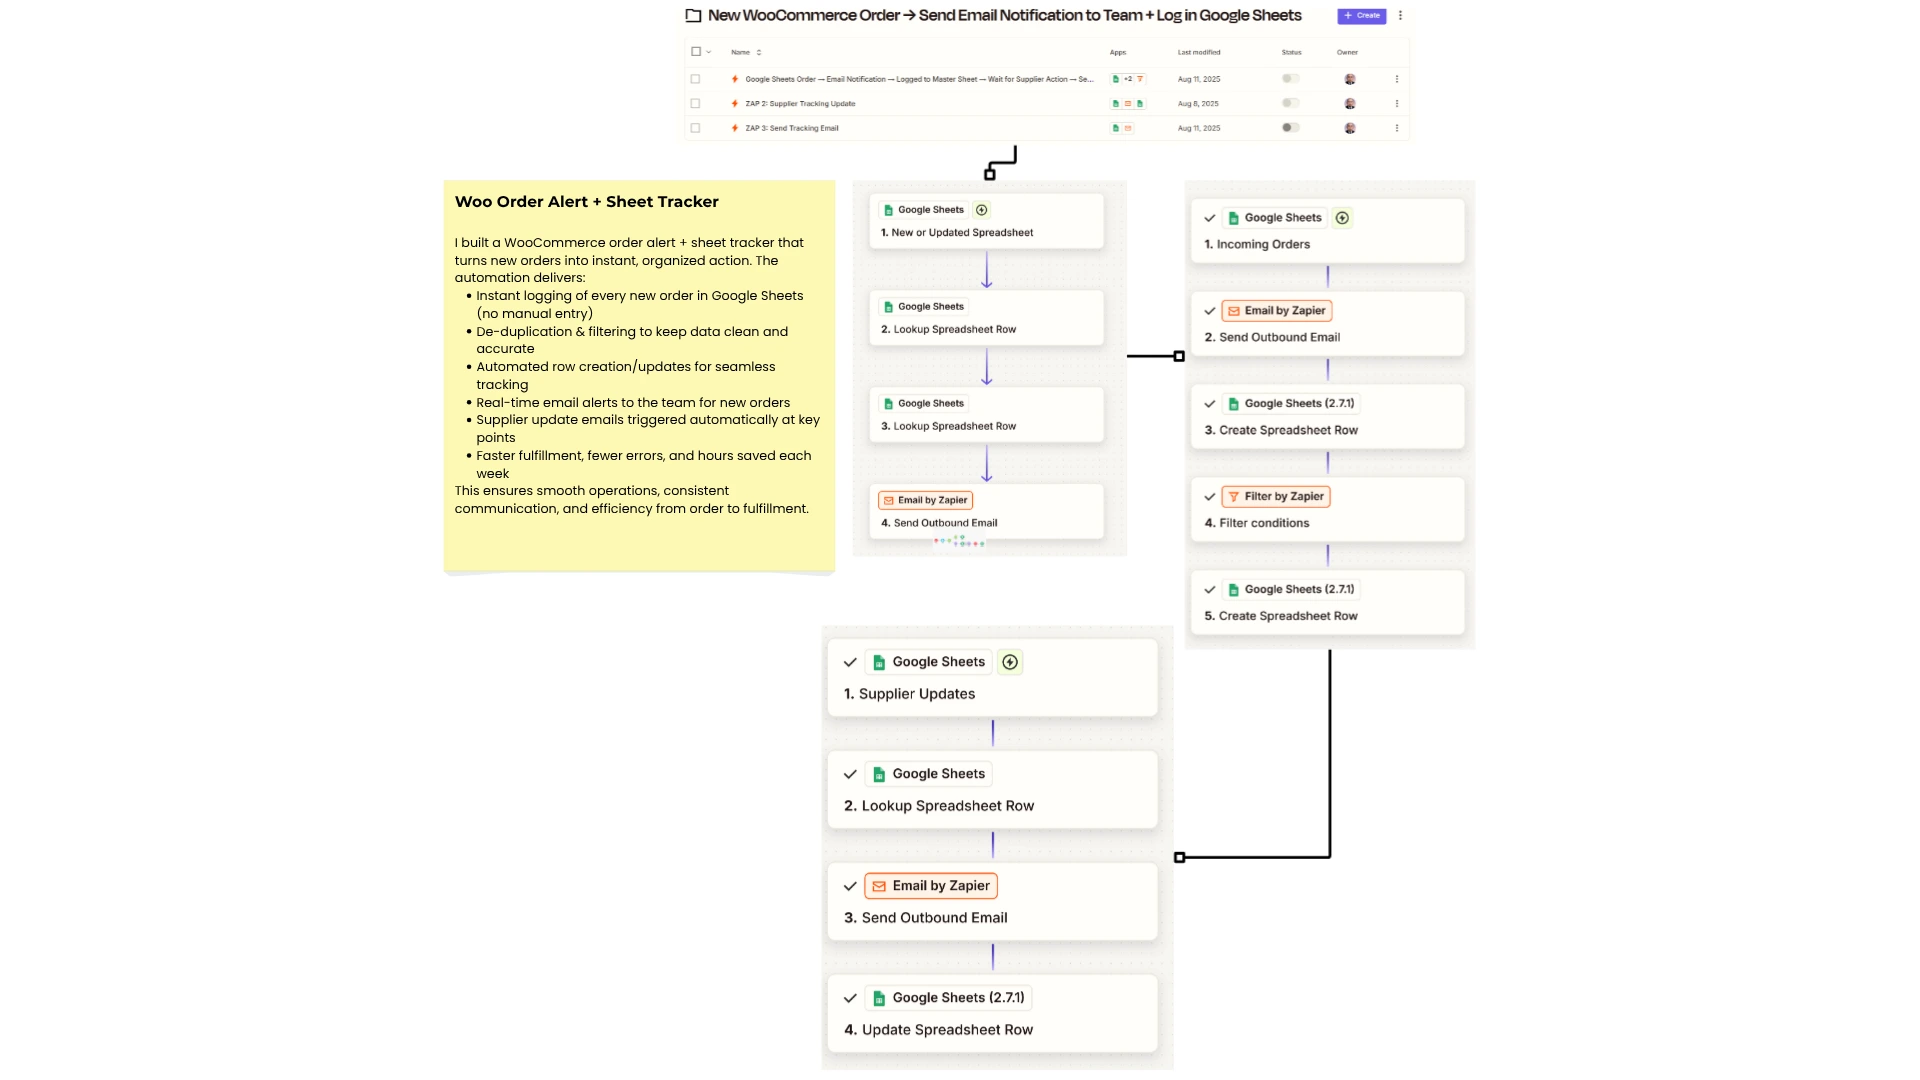 New WooCommerce Order → Send Email Notification to Team + Log in Google Sheets
+ Create
Name
Apps
Last modified
Status
Owner
Google Sheets Order → Email Notification → Logged to Master Sheet → Wait for Supplier Action → Se...
+2
Aug 11, 2025
ZAP 2: Supplier Tracking Update
Aug 8, 2025
ZAP 3: Send Tracking Email
Aug 11, 2025
Woo Order Alert + Sheet Tracker
I built a WooCommerce order alert + sheet tracker that
turns new orders into instant, organized action. The
automation delivers:
• Instant logging of every new order in Google Sheets
(no manual entry)
• De-duplication & filtering to keep data clean and
accurate
• Automated row creation/updates for seamless
tracking
• Real-time email alerts to the team for new orders
• Supplier update emails triggered automatically at key
points
• Faster fulfillment, fewer errors, and hours saved each
week
This ensures smooth operations, consistent
communication, and efficiency from order to fulfillment.
Google Sheets
1. New or Updated Spreadsheet
Google Sheets
2. Lookup Spreadsheet Row
Google Sheets
3. Lookup Spreadsheet Row
Email by Zapier
4. Send Outbound Email
Google Sheets
1. Incoming Orders
Email by Zapier
2. Send Outbound Email
Google Sheets (2.7.1)
3. Create Spreadsheet Row
Filter by Zapier
4. Filter conditions
Google Sheets (2.7.1)
5. Create Spreadsheet Row
Google Sheets
1. Supplier Updates
Google Sheets
2. Lookup Spreadsheet Row
Email by Zapier
3. Send Outbound Email
Google Sheets (2.7.1)
4. Update Spreadsheet Row